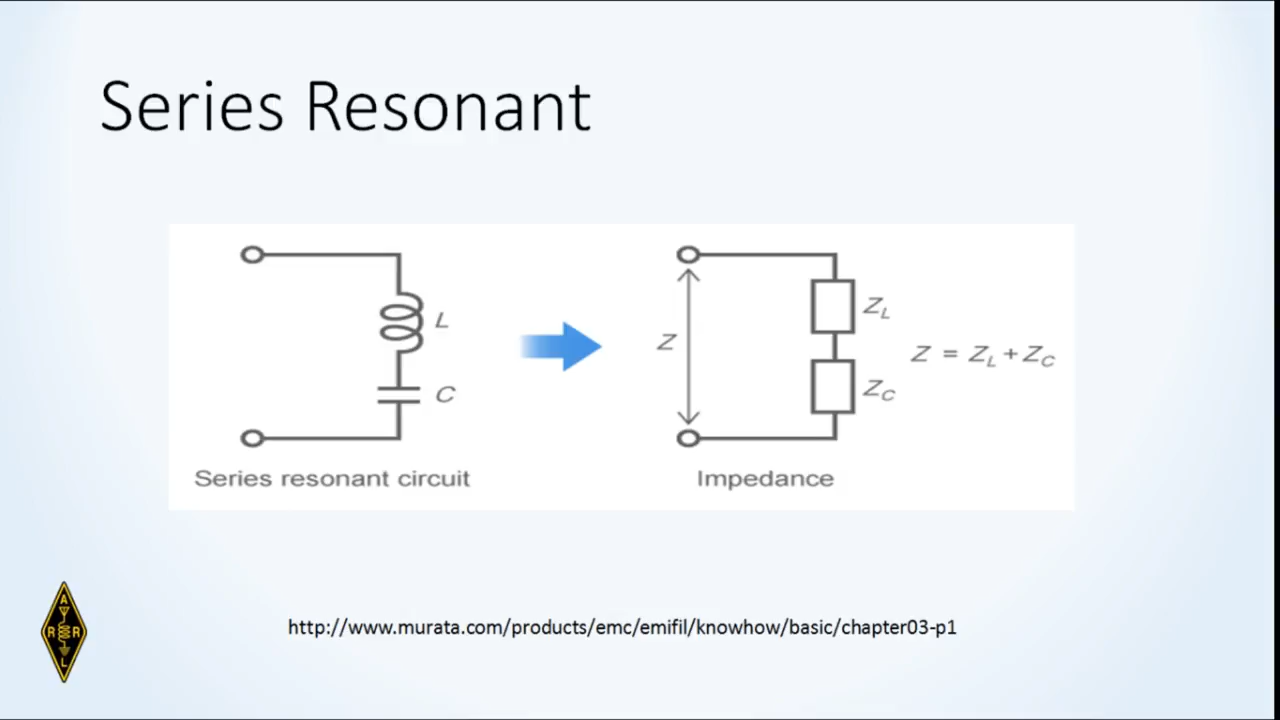 Series Resonant
L
C
Series resonant circuit
Z
Z_L
Z_C
Z = Z_L + Z_C
Impedance
A
R R
L
http://www.murata.com/products/emc/emifil/knowhow/basic/chapter03-p1